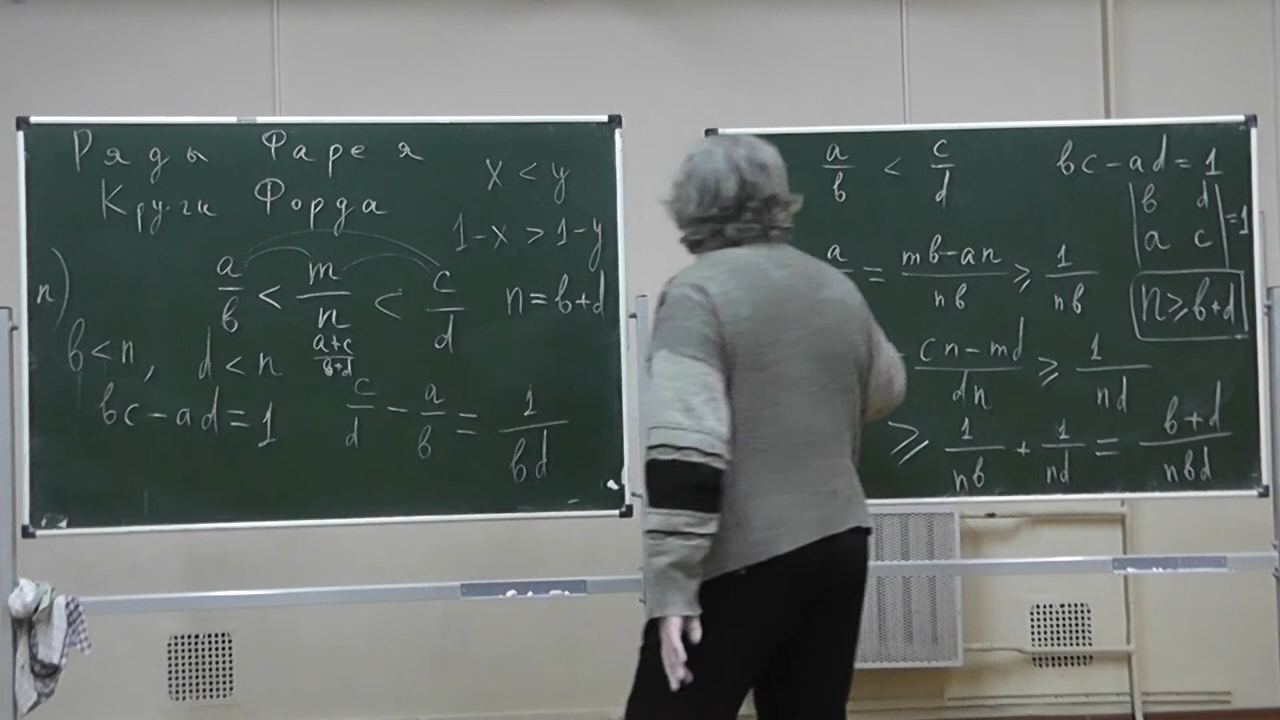 Ряды Фарея
Круги Форда
x < y
1-x > 1-y
n)
a/b < m/n < c/d
n = b+d
(a+c)/(b+d)
b < n, d < n
bc-ad=1
c/d - a/b = 1/bd
a/b < c/d
bc-ad=1
|b d|
|a c| =1
a/ = (mb-an)/nb ⩾ 1/nb
n⩾b+d
(cn-md)/dn ⩾ 1/nd
⩾ 1/nb + 1/nd = (b+d)/nbd